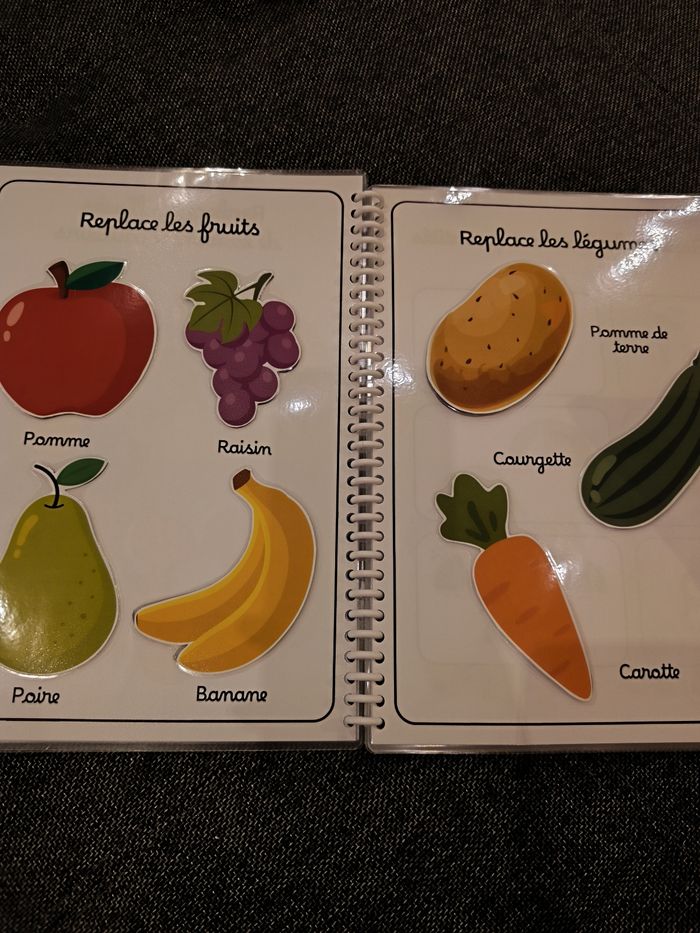 Replace les fruits
Pomme
Raisin
Poire
Banane
Replace les légum
Pomme de
terre
Courgette
Carotte